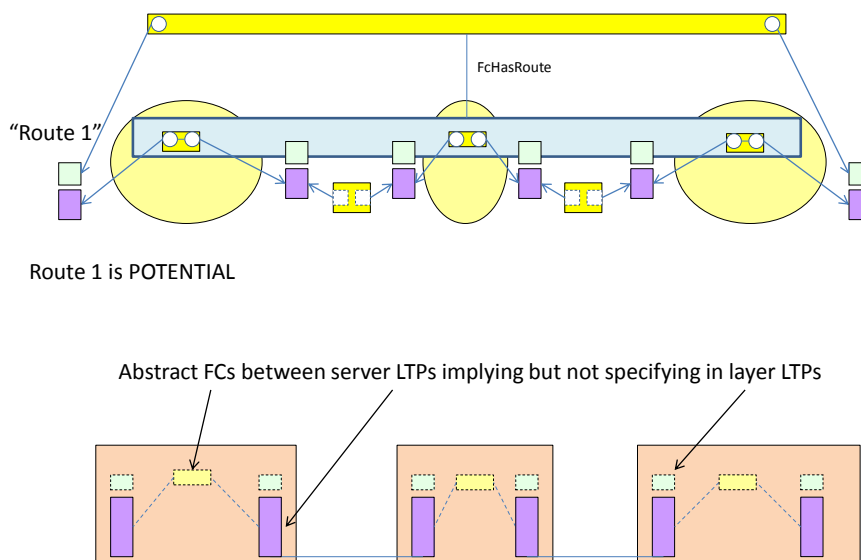 FcHasRoute
“Route 1”
Route 1 is POTENTIAL
Abstract FCs between server LTPs implying but not specifying in layer LTPs